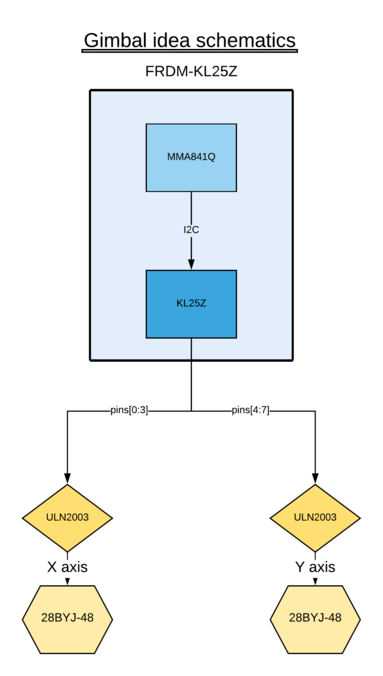 Gimbal idea schematics
FRDM-KL25Z
MMA841Q
I2C
KL25Z
pins[0:3]
pins[4:7]
ULN2003
ULN2003
X axis
Y axis
28BYJ-48
28BYJ-48